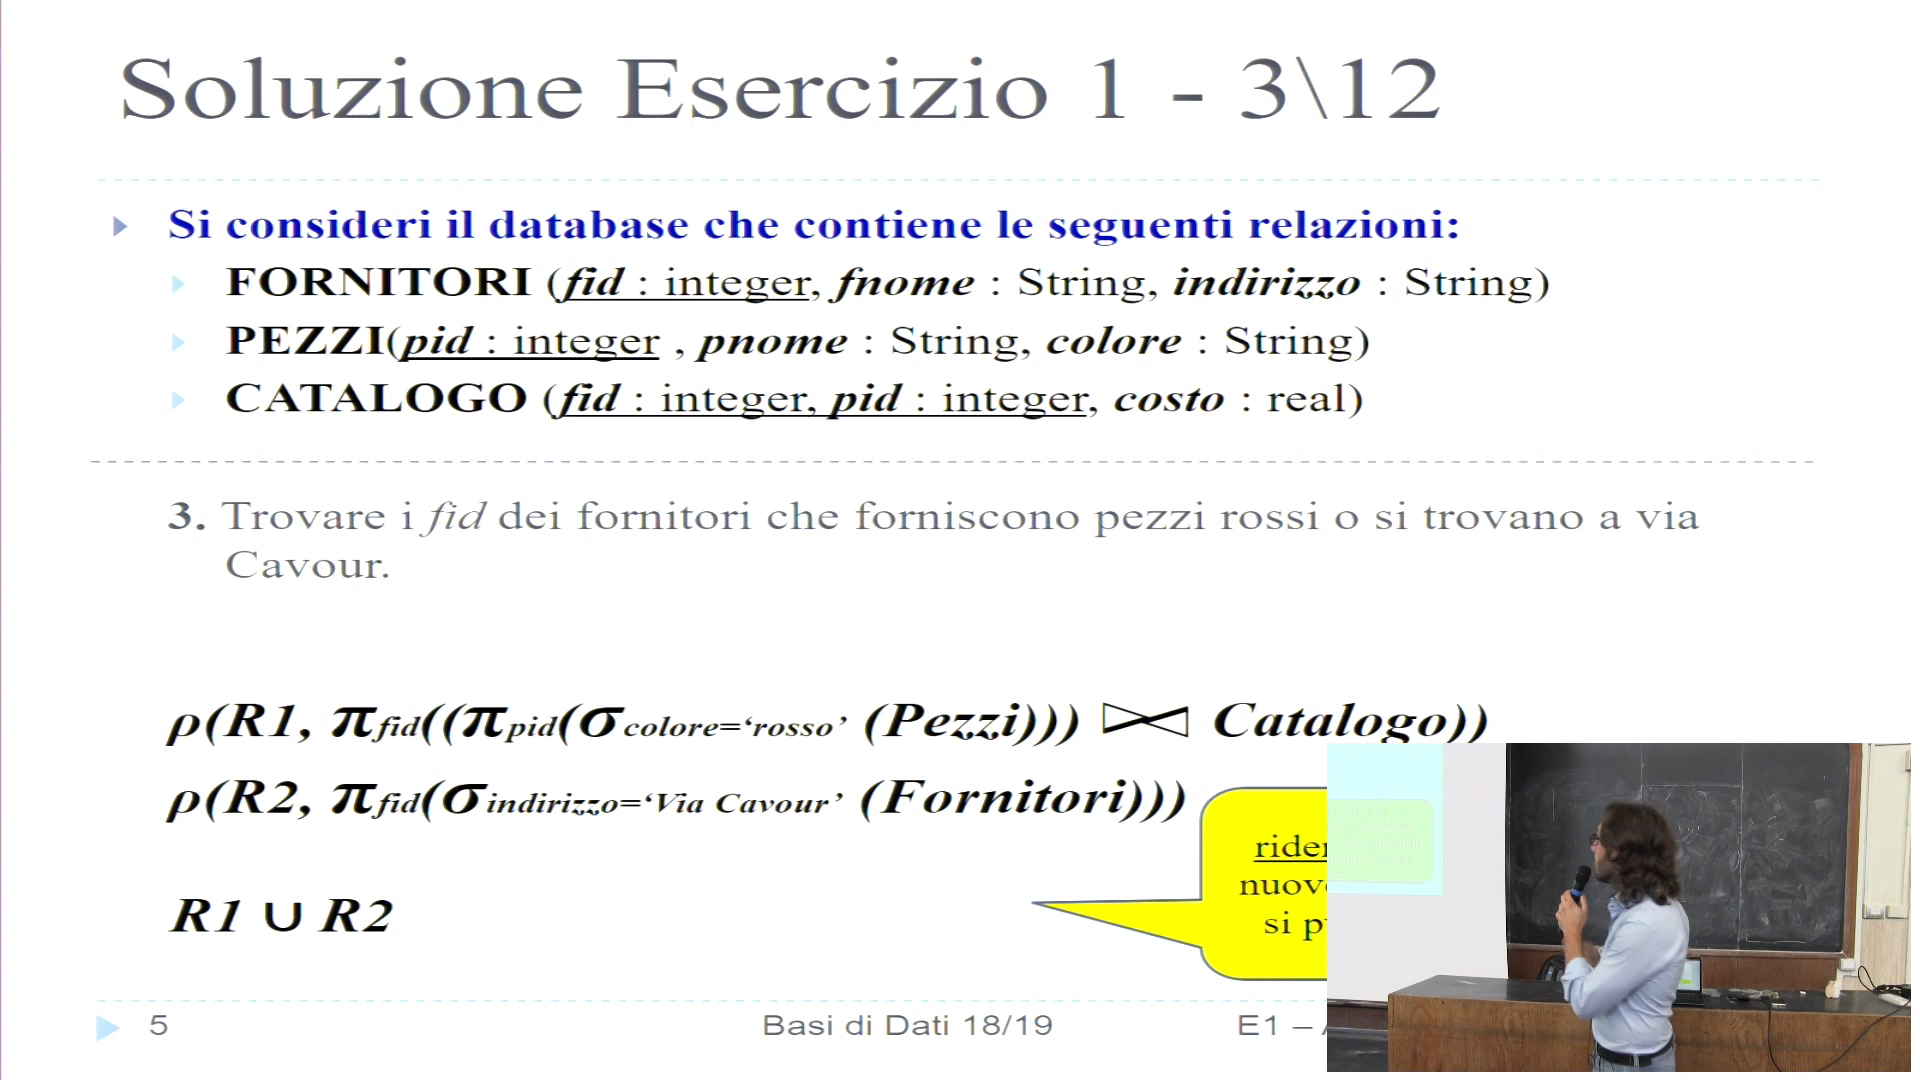 Soluzione Esercizio 1 - 3\12
Si consideri il database che contiene le seguenti relazioni:
FORNITORI (fid : integer, fnome : String, indirizzo : String)
PEZZI(pid : integer , pnome : String, colore : String)
CATALOGO (fid : integer, pid : integer, costo : real)
3. Trovare i fid dei fornitori che forniscono pezzi rossi o si trovano a via
Cavour.
ρ(R1, πfid((πpid(σcolore=‘rosso’ (Pezzi))) ⋈ Catalogo))
ρ(R2, πfid(σindirizzo=‘Via Cavour’ (Fornitori)))
R1 ∪ R2
si
5
Basi di Dati 18/19
E1 –